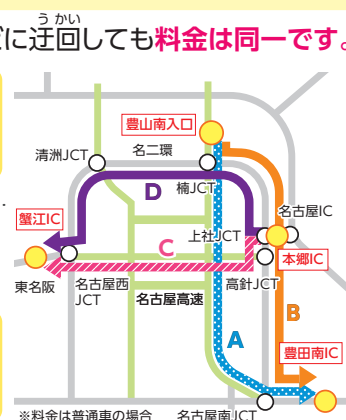 うかい
に迂回しても料金は同一です。
豊山南入口
清洲JCT
名二環
楠JCT
D
名古屋IC
蟹江IC
上社JCT
C
本郷IC
東名阪
名古屋西
JCT
名古屋高速
高針JCT
B
A
豊田南IC
※料金は普通車の場合
名古屋南JCT